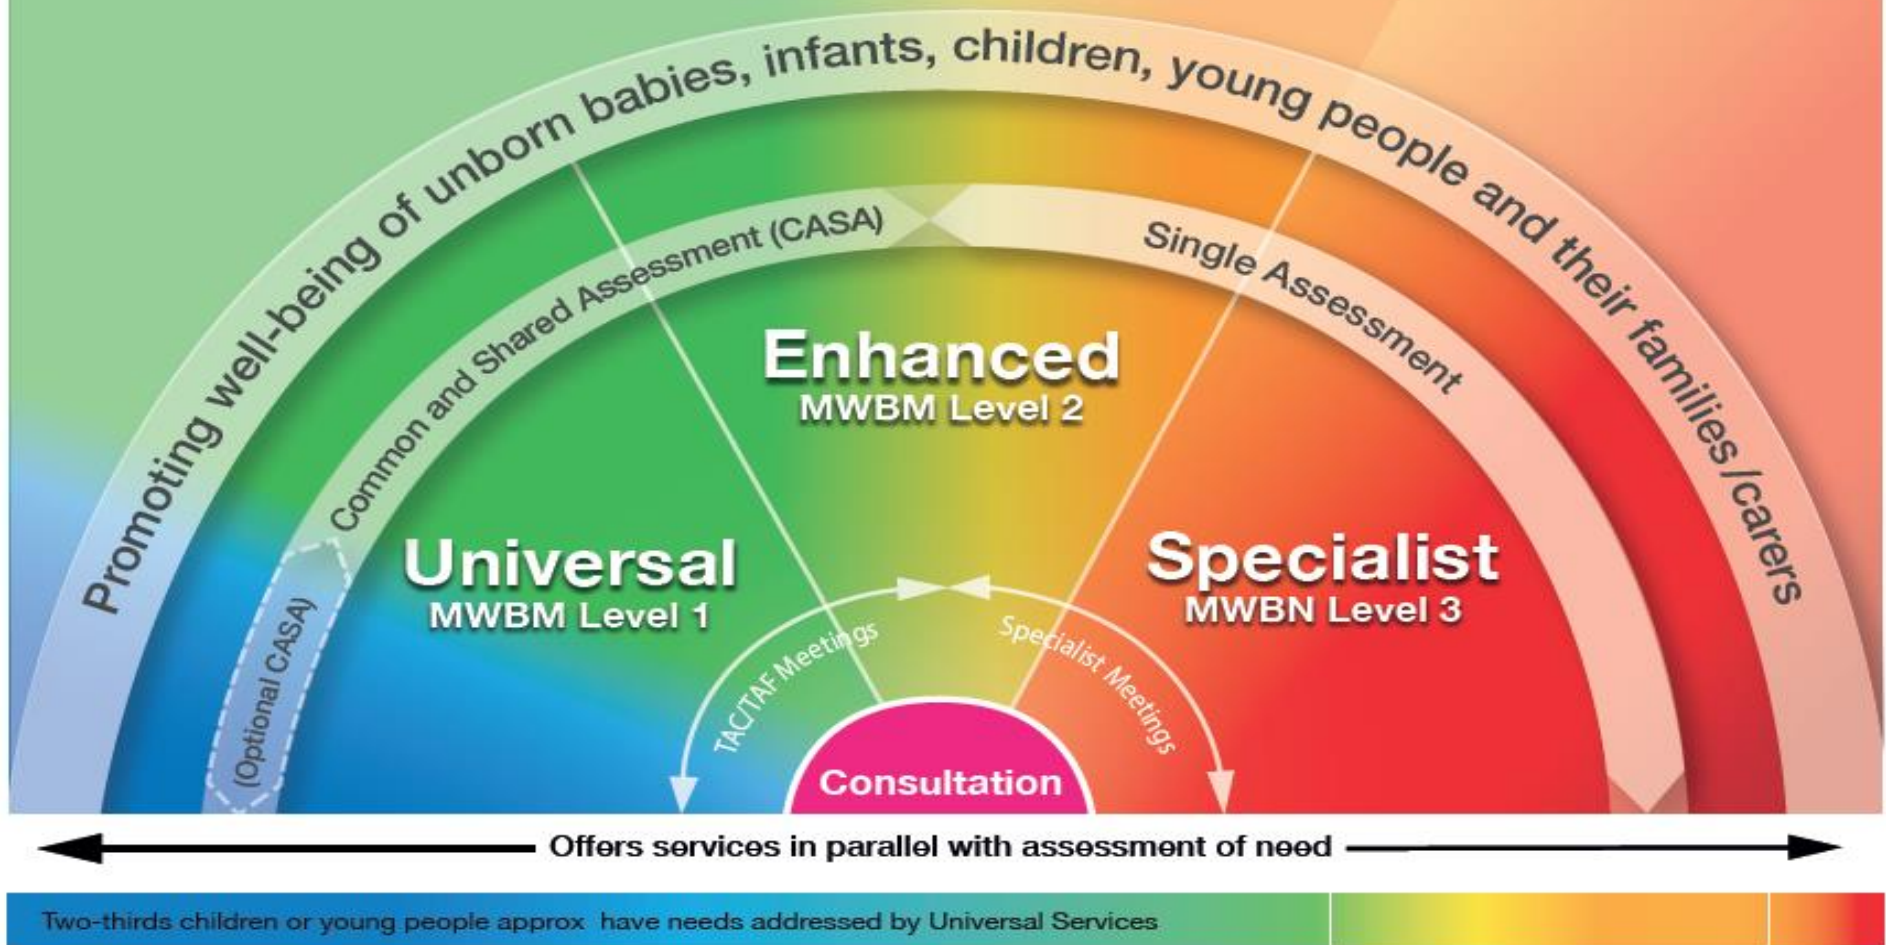 Promoting well-being of unborn babies, infants, children, young people and their families/carers
Common and Shared Assessment (CASA)
Single Assessment
(Optional CASA)
Enhanced
MWBM Level 2
Universal
MWBM Level 1
Specialist
MWBN Level 3
TAC/TAF Meetings
Specialist Meetings
Consultation
Offers services in parallel with assessment of need
Two-thirds children or young people approx have needs addressed by Universal Services